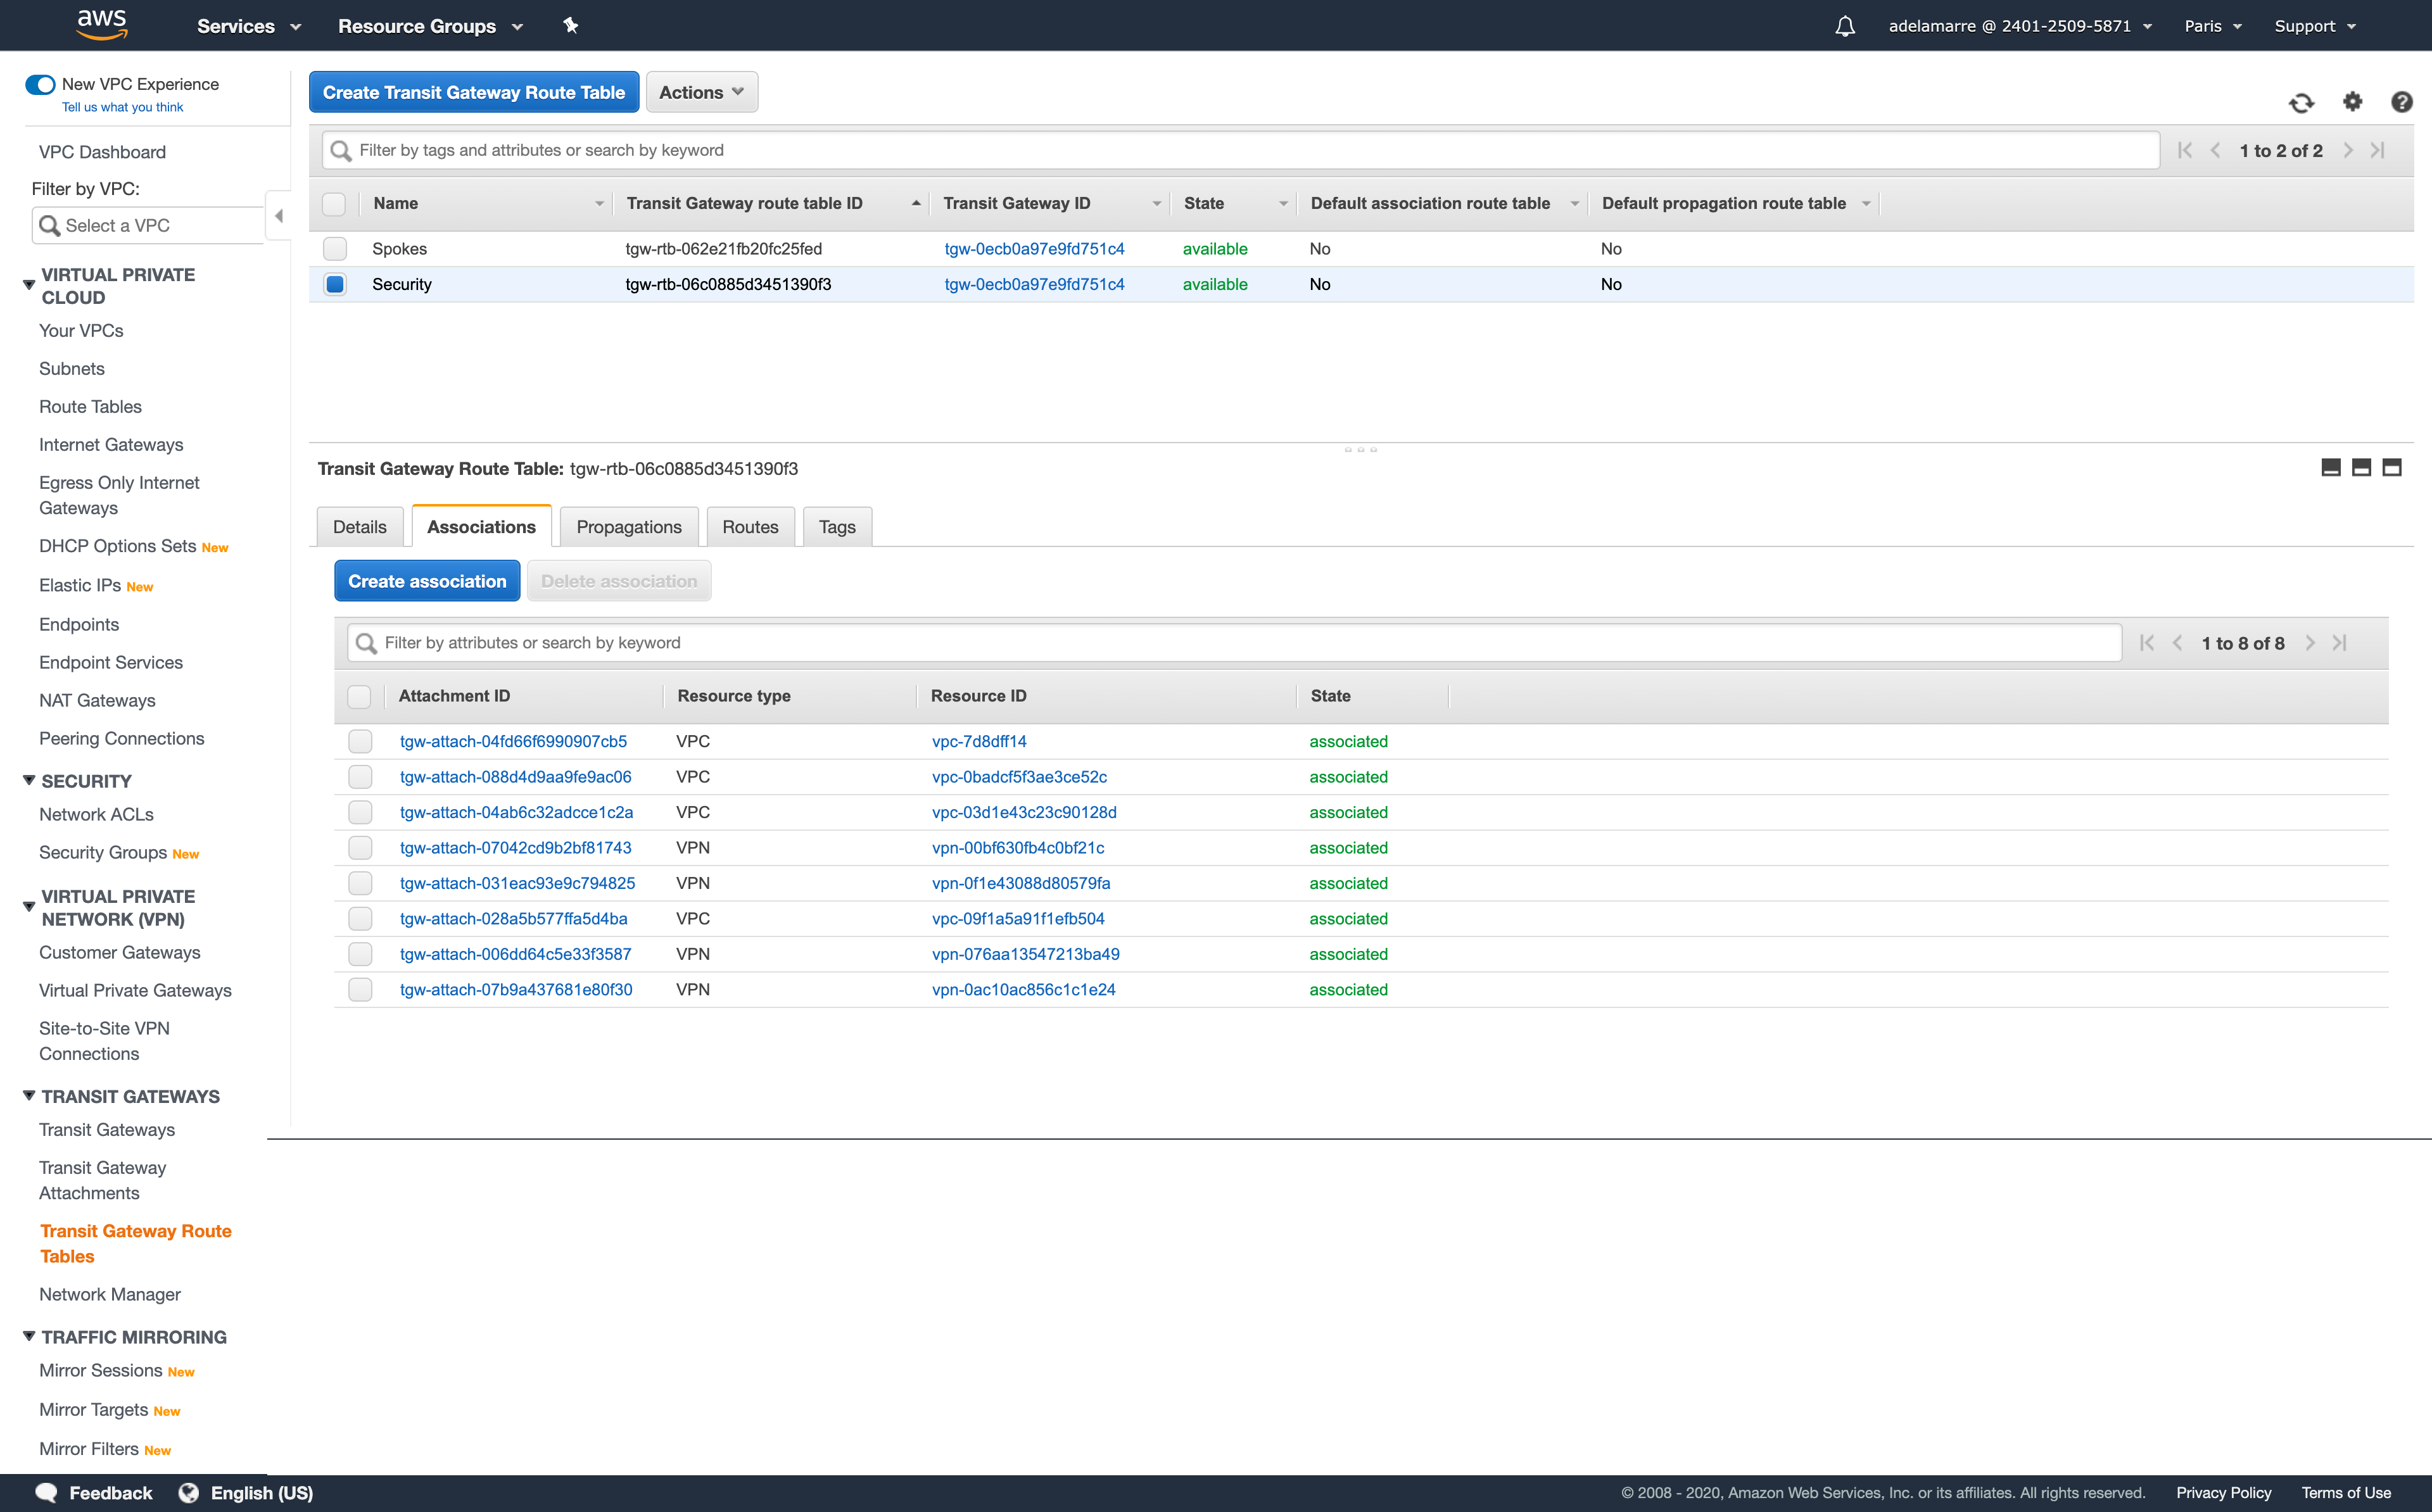 aws Services Resource Groups adelamarre @ 2401-2509-5871 Paris Support
New VPC Experience
Tell us what you think
VPC Dashboard
Filter by VPC:
Select a VPC
VIRTUAL PRIVATE
CLOUD
Your VPCs
Subnets
Route Tables
Internet Gateways
Egress Only Internet
Gateways
DHCP Options Sets New
Elastic IPs New
Endpoints
Endpoint Services
NAT Gateways
Peering Connections
SECURITY
Network ACLs
Security Groups New
VIRTUAL PRIVATE
NETWORK (VPN)
Customer Gateways
Virtual Private Gateways
Site-to-Site VPN
Connections
TRANSIT GATEWAYS
Transit Gateways
Transit Gateway
Attachments
Transit Gateway Route
Tables
Network Manager
TRAFFIC MIRRORING
Mirror Sessions New
Mirror Targets New
Mirror Filters New
Create Transit Gateway Route Table Actions
Filter by tags and attributes or search by keyword 1 to 2 of 2
Name Transit Gateway route table ID Transit Gateway ID State Default association route table Default propagation route table
Spokes tgw-rtb-062e21fb20fc25fed tgw-0ecb0a97e9fd751c4 available No No
Security tgw-rtb-06c0885d3451390f3 tgw-0ecb0a97e9fd751c4 available No No
Transit Gateway Route Table: tgw-rtb-06c0885d3451390f3
Details Associations Propagations Routes Tags
Create association Delete association
Filter by attributes or search by keyword 1 to 8 of 8
Attachment ID Resource type Resource ID State
tgw-attach-04fd66f6990907cb5 VPC vpc-7d8dff14 associated
tgw-attach-088d4d9aa9fe9ac06 VPC vpc-0badcf5f3ae3ce52c associated
tgw-attach-04ab6c32adcce1c2a VPC vpc-03d1e43c23c90128d associated
tgw-attach-07042cd9b2bf81743 VPN vpn-00bf630fb4c0bf21c associated
tgw-attach-031eac93e9c794825 VPN vpn-0f1e43088d80579fa associated
tgw-attach-028a5b577ffa5d4ba VPC vpc-09f1a5a91f1efb504 associated
tgw-attach-006dd64c5e33f3587 VPN vpn-076aa13547213ba49 associated
tgw-attach-07b9a437681e80f30 VPN vpn-0ac10ac856c1c1e24 associated
Feedback English (US) © 2008 - 2020, Amazon Web Services, Inc. or its affiliates. All rights reserved. Privacy Policy Terms of Use